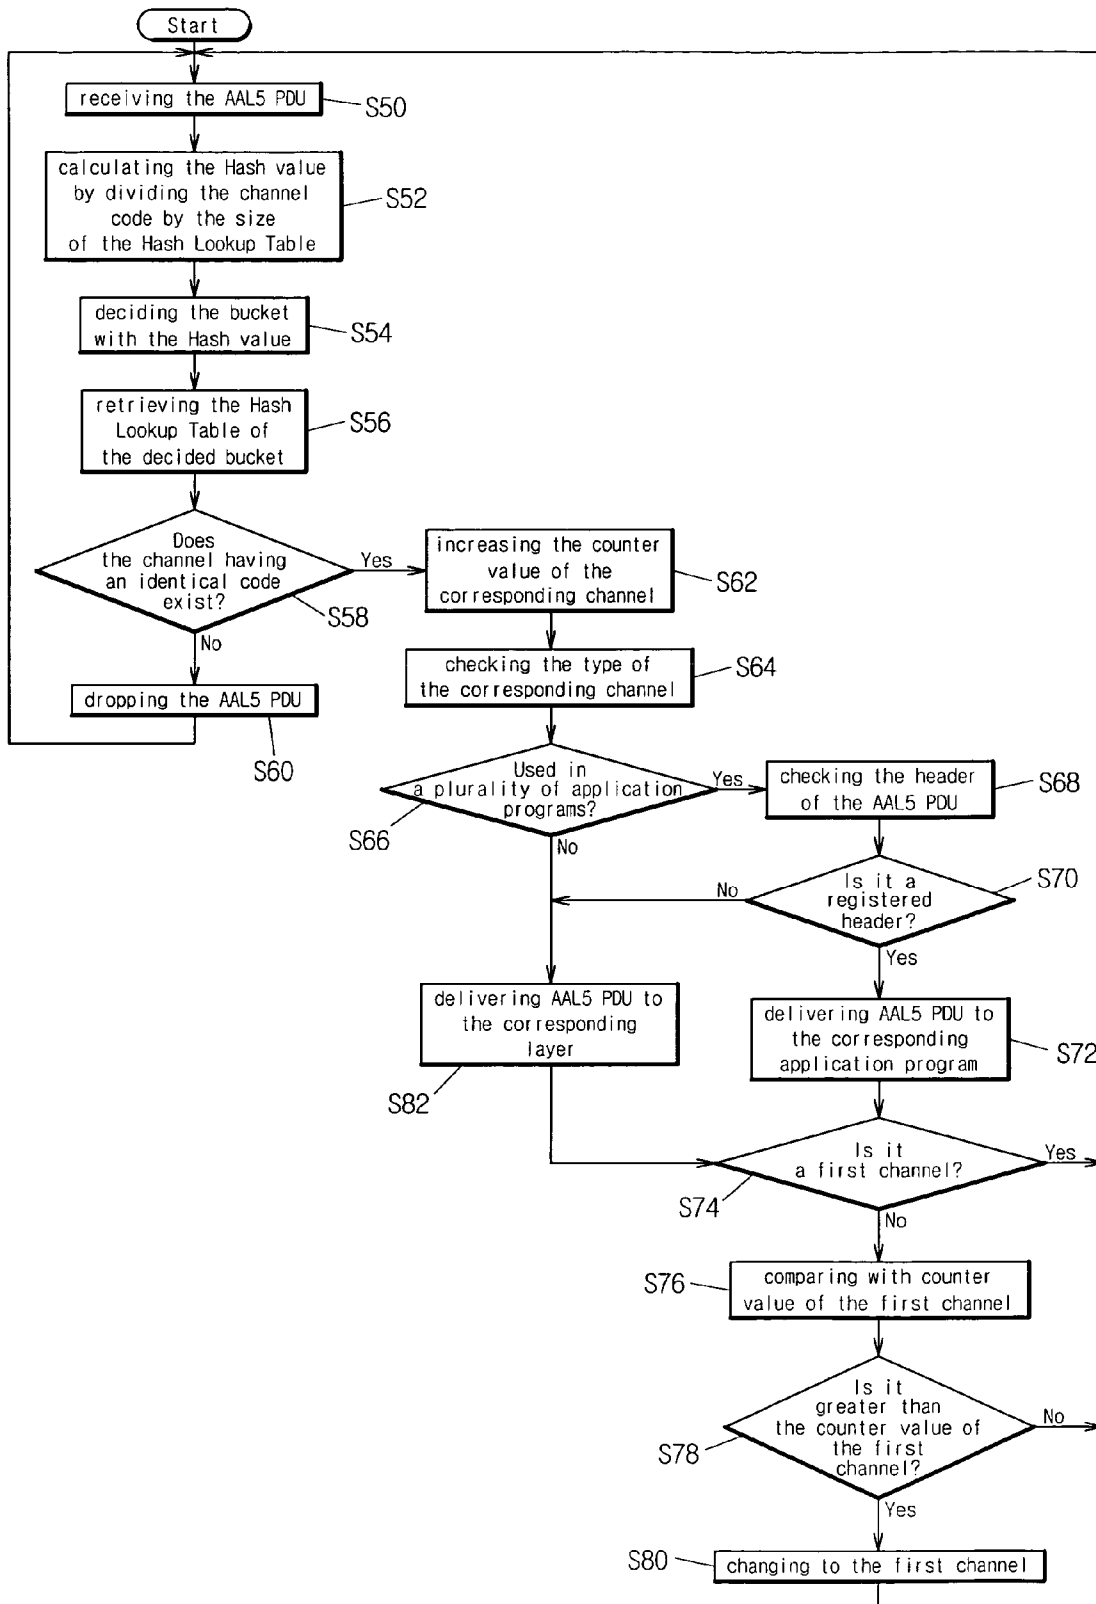 Start
receiving the AAL5 PDU
S50
calculating the Hash value
by dividing the channel
code by the size
of the Hash Lookup Table
S52
deciding the bucket
with the Hash value
S54
retrieving the Hash
Lookup Table of
the decided bucket
S56
Does
the channel having
an identical code
exist?
S58
Yes
No
dropping the AAL5 PDU
S60
increasing the counter
value of the
corresponding channel
S62
checking the type of
the corresponding channel
S64
Used in
a plurality of application
programs?
S66
Yes
No
checking the header
of the AAL5 PDU
S68
Is it a
registered
header?
S70
No
Yes
delivering AAL5 PDU to
the corresponding
layer
S82
delivering AAL5 PDU to
the corresponding
application program
S72
Is it
a first channel?
S74
Yes
No
S76
comparing with counter
value of the first channel
Is it
greater than
the counter value of
the first
channel?
S78
No
Yes
S80
changing to the first channel